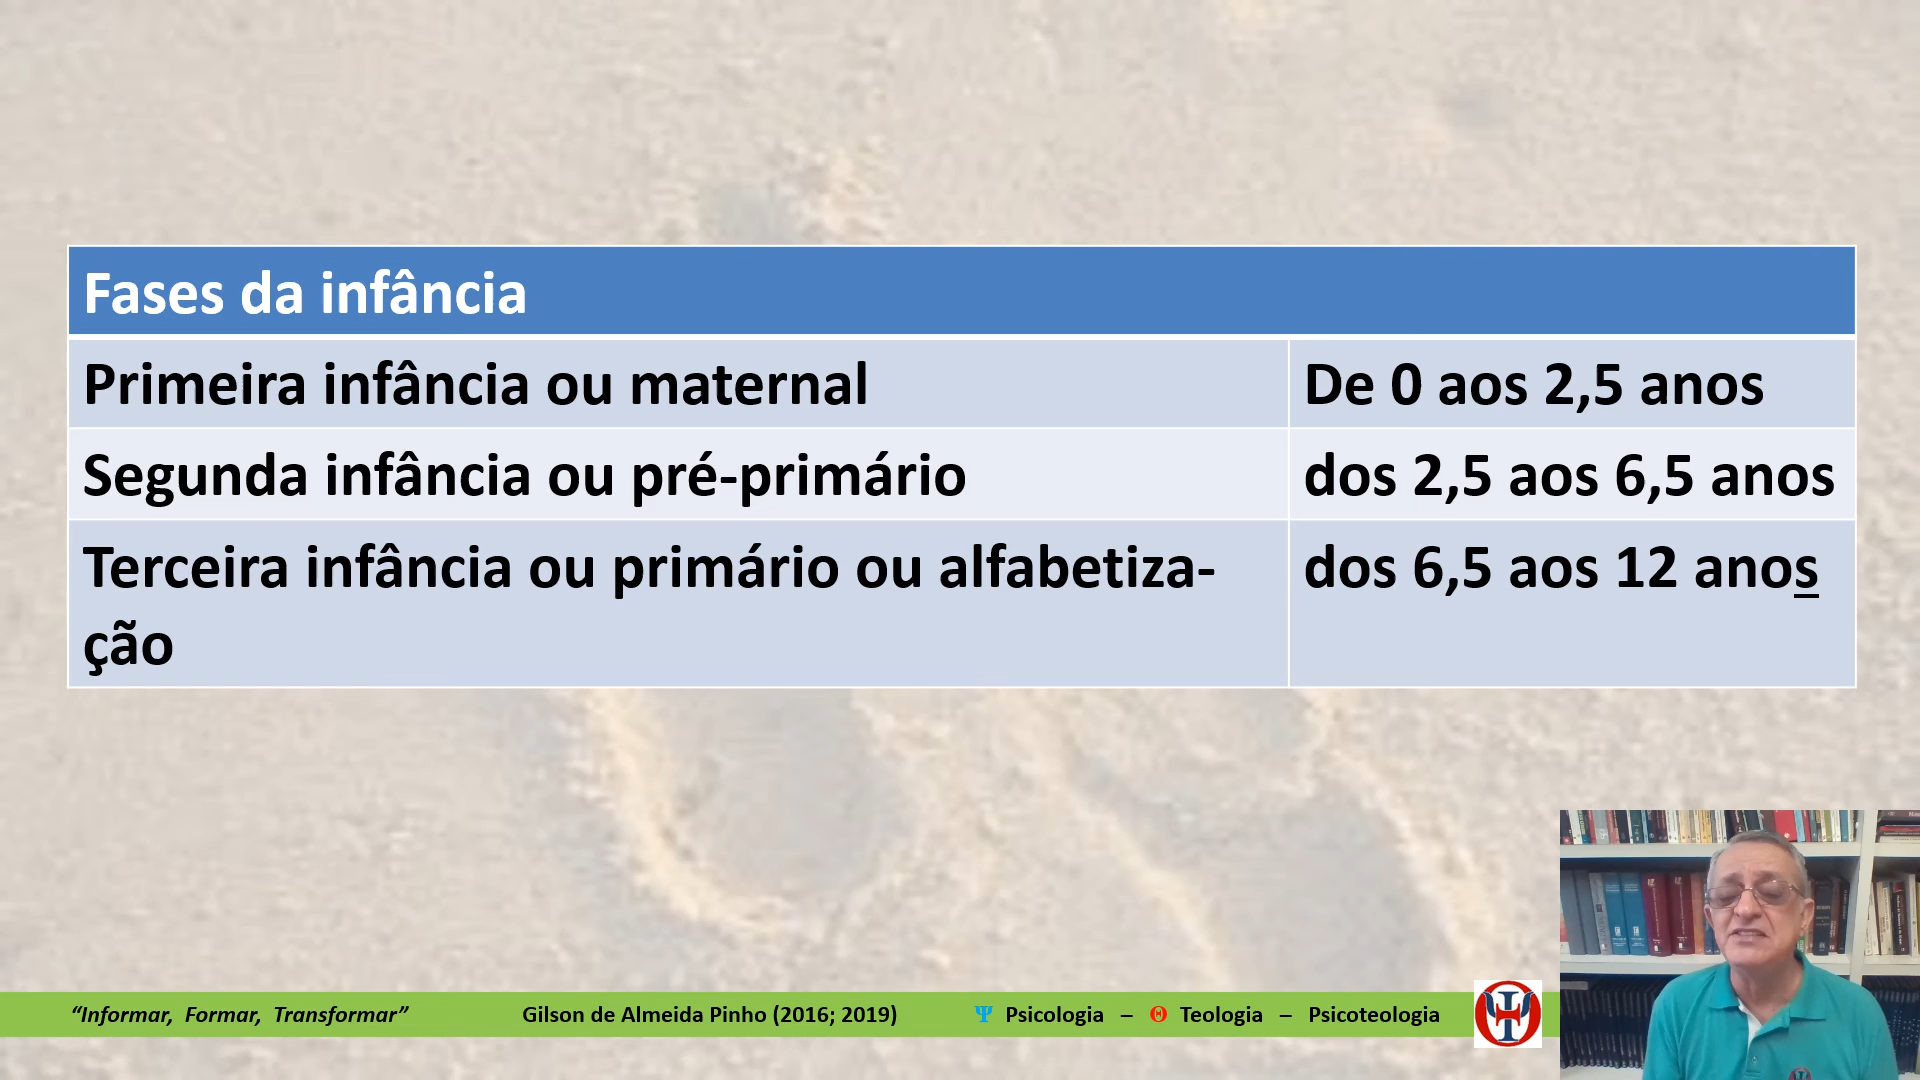 Fases da infância
Primeira infância ou maternal De 0 aos 2,5 anos
Segunda infância ou pré-primário dos 2,5 aos 6,5 anos
Terceira infância ou primário ou alfabetiza- dos 6,5 aos 12 anos
ção
“Informar, Formar, Transformar” Gilson de Almeida Pinho (2016; 2019) Ψ Psicologia – Θ Teologia – Psicoteologia